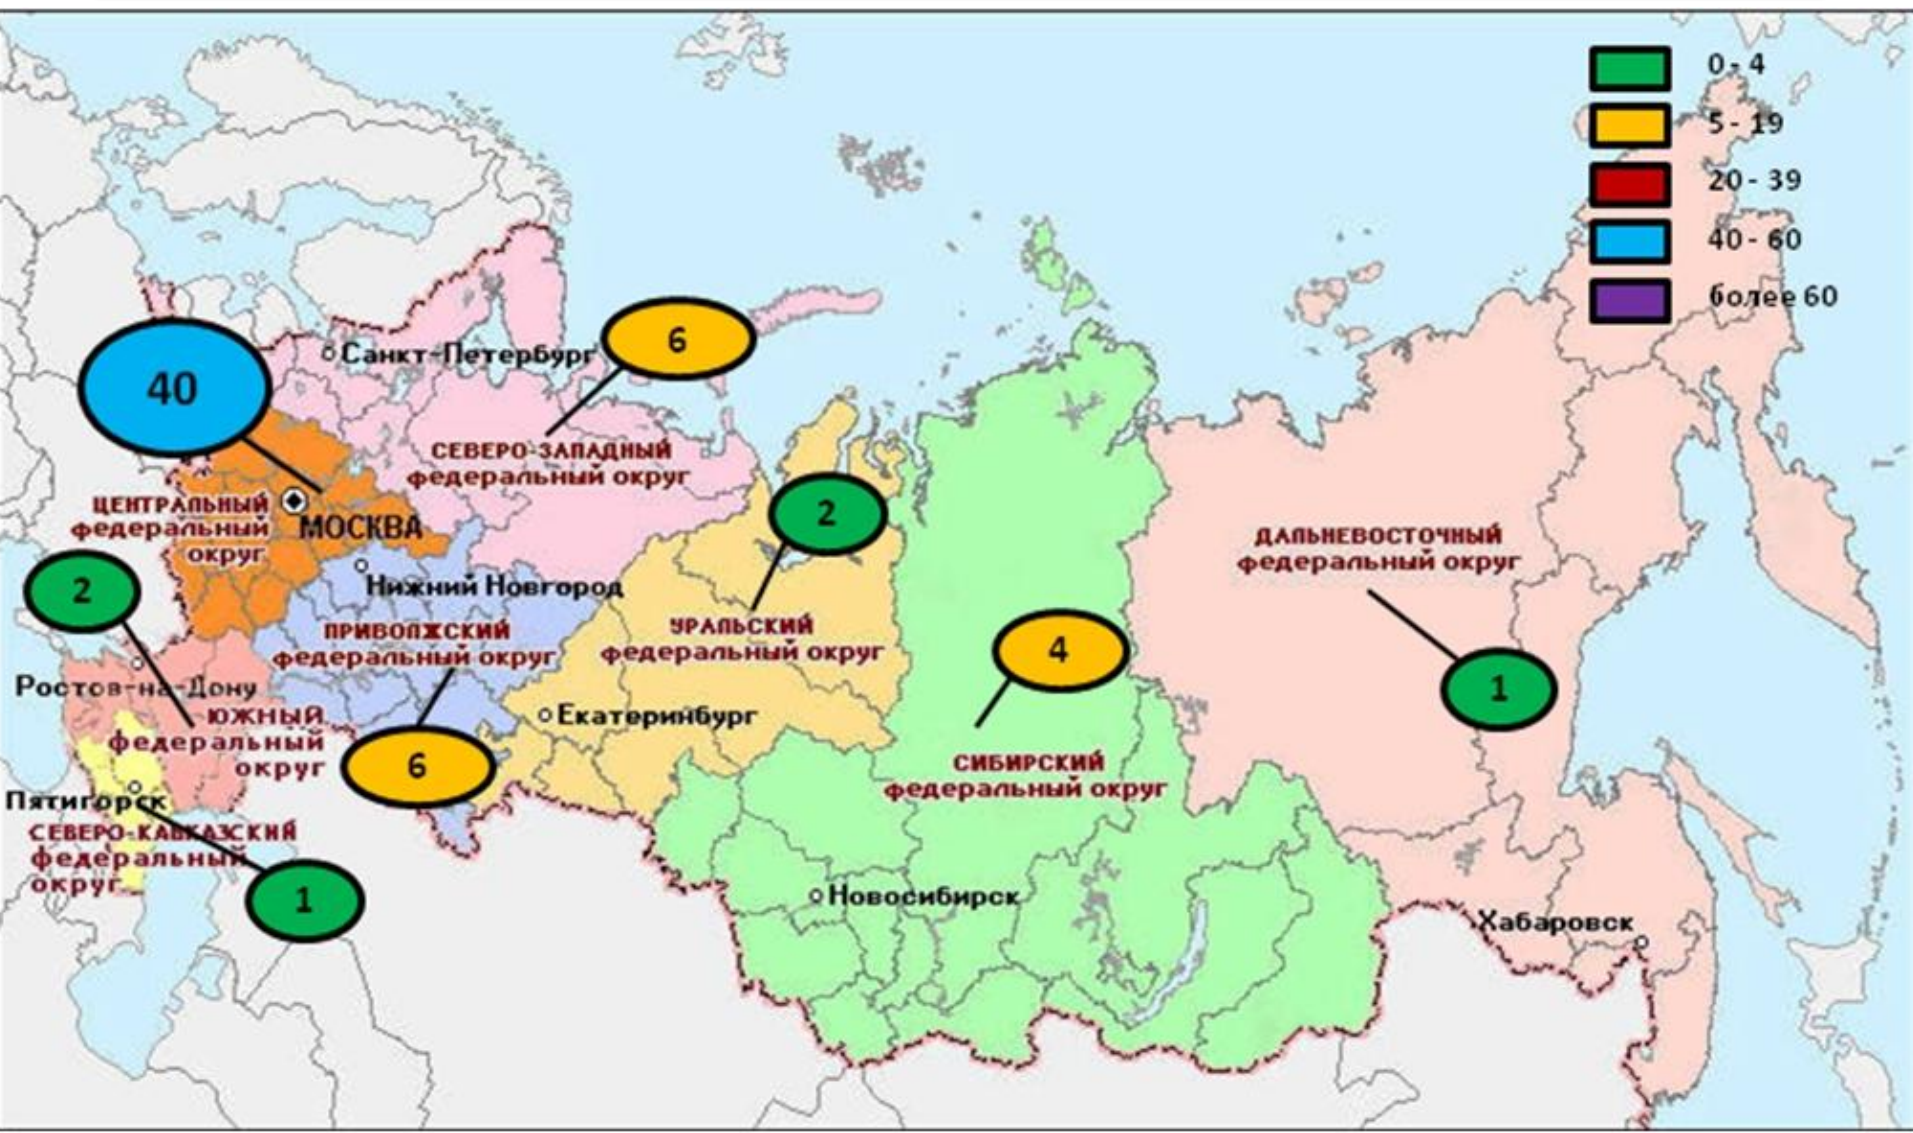 0 - 4
5 - 19
20 - 39
40 - 60
более 60
6
Санкт-Петербург
40
СЕВЕРО-ЗАПАДНЫЙ
федеральный округ
ЦЕНТРАЛЬНЫЙ
федеральный
округ
МОСКВА
2
ДАЛЬНЕВОСТОЧНЫЙ
федеральный округ
2
Нижний Новгород
ПРИВОЛЖСКИЙ
федеральный округ
УРАЛЬСКИЙ
федеральный округ
4
1
Ростов-на-Дону
ЮЖНЫЙ
федеральный
округ
Екатеринбург
6
СИБИРСКИЙ
федеральный округ
Пятигорск
СЕВЕРО-КАВКАЗСКИЙ
федеральный
округ
1
Новосибирск
Хабаровск